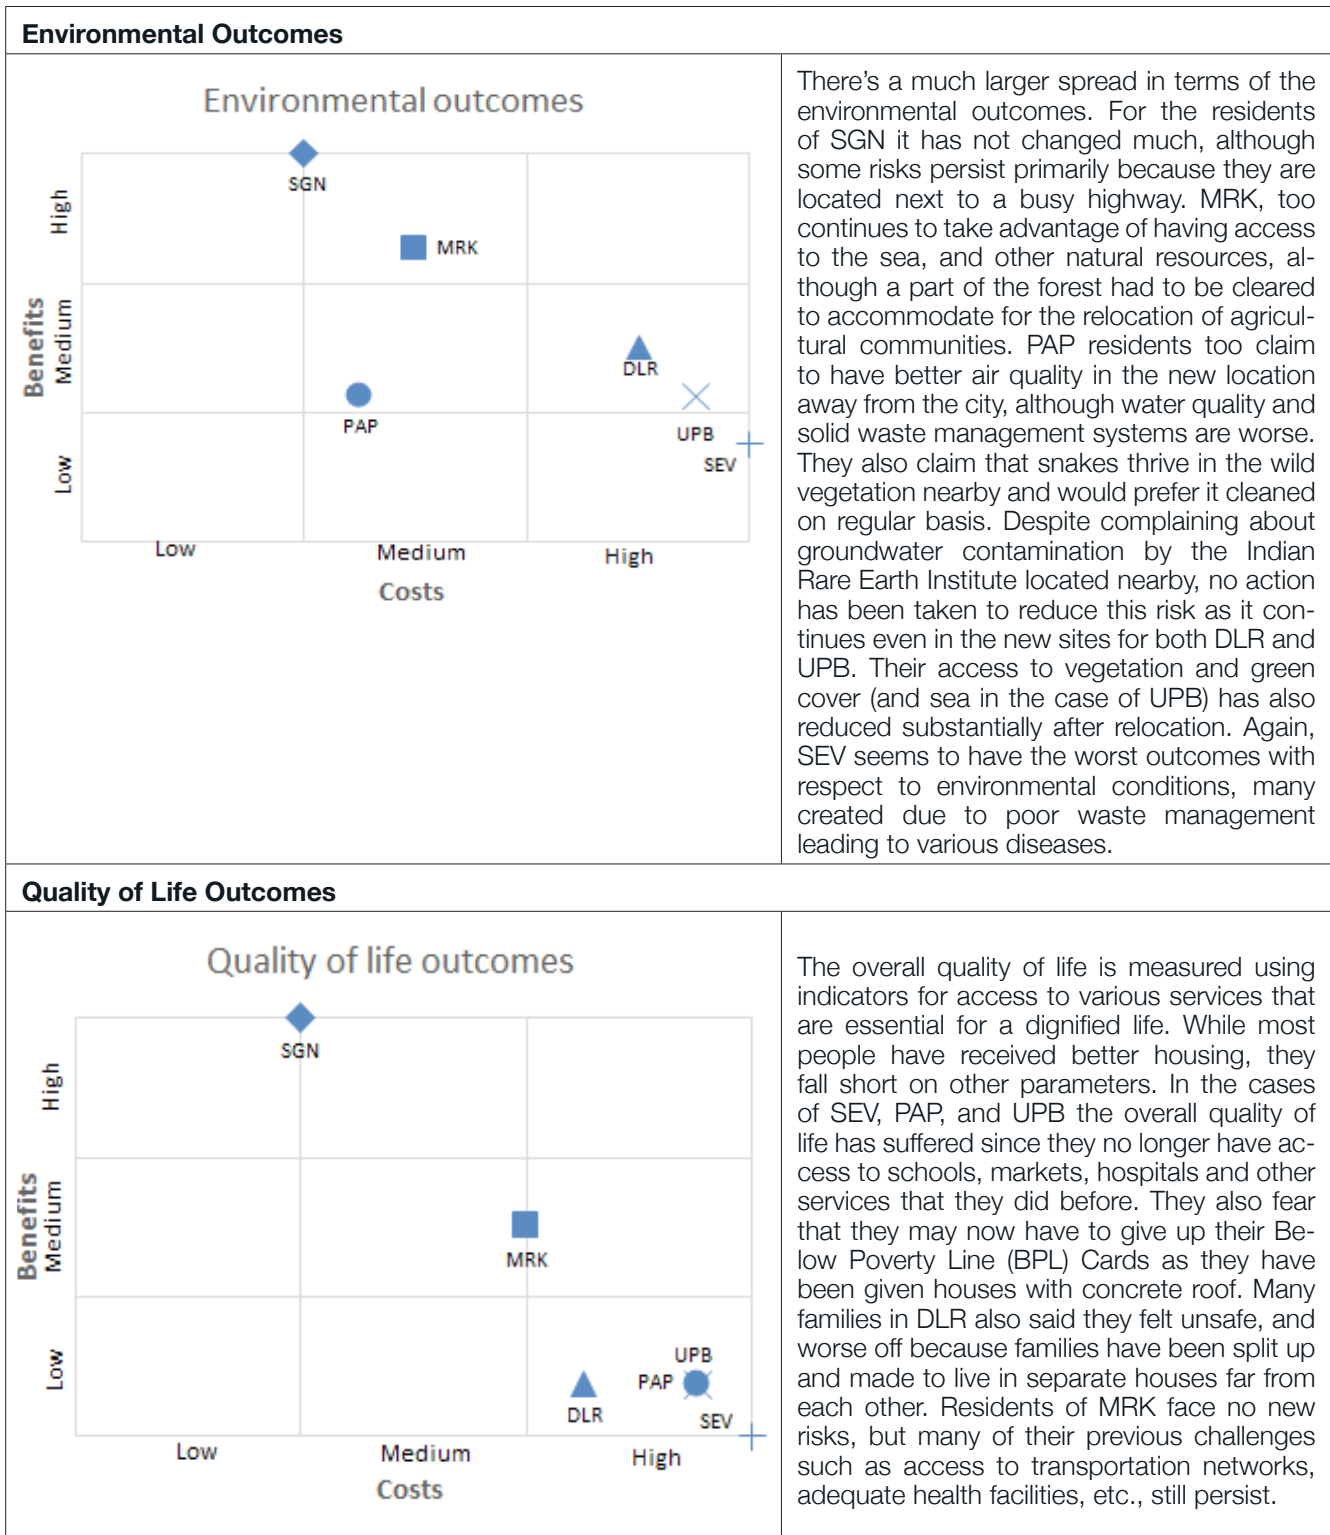 Environmental Outcomes
Environmental outcomes
SGN
MRK
DLR
PAP
UPB
SEV
High
Medium
Low
Benefits
Low
Medium
High
Costs
There's a much larger spread in terms of the
environmental outcomes. For the residents
of SGN it has not changed much, although
some risks persist primarily because they are
located next to a busy highway. MRK, too
continues to take advantage of having access
to the sea, and other natural resources, al-
though a part of the forest had to be cleared
to accommodate for the relocation of agricul-
tural communities. PAP residents too claim
to have better air quality in the new location
away from the city, although water quality and
solid waste management systems are worse.
They also claim that snakes thrive in the wild
vegetation nearby and would prefer it cleaned
on regular basis. Despite complaining about
groundwater contamination by the Indian
Rare Earth Institute located nearby, no action
has been taken to reduce this risk as it con-
tinues even in the new sites for both DLR and
UPB. Their access to vegetation and green
cover (and sea in the case of UPB) has also
reduced substantially after relocation. Again,
SEV seems to have the worst outcomes with
respect to environmental conditions, many
created due to poor waste management
leading to various diseases.
Quality of Life Outcomes
Quality of life outcomes
SGN
MRK
UPB
PAP
DLR
SEV
High
Medium
Low
Benefits
Low
Medium
High
Costs
The overall quality of life is measured using
indicators for access to various services that
are essential for a dignified life. While most
people have received better housing, they
fall short on other parameters. In the cases
of SEV, PAP, and UPB the overall quality of
life has suffered since they no longer have ac-
cess to schools, markets, hospitals and other
services that they did before. They also fear
that they may now have to give up their Be-
low Poverty Line (BPL) Cards as they have
been given houses with concrete roof. Many
families in DLR also said they felt unsafe, and
worse off because families have been split up
and made to live in separate houses far from
each other. Residents of MRK face no new
risks, but many of their previous challenges
such as access to transportation networks,
adequate health facilities, etc., still persist.